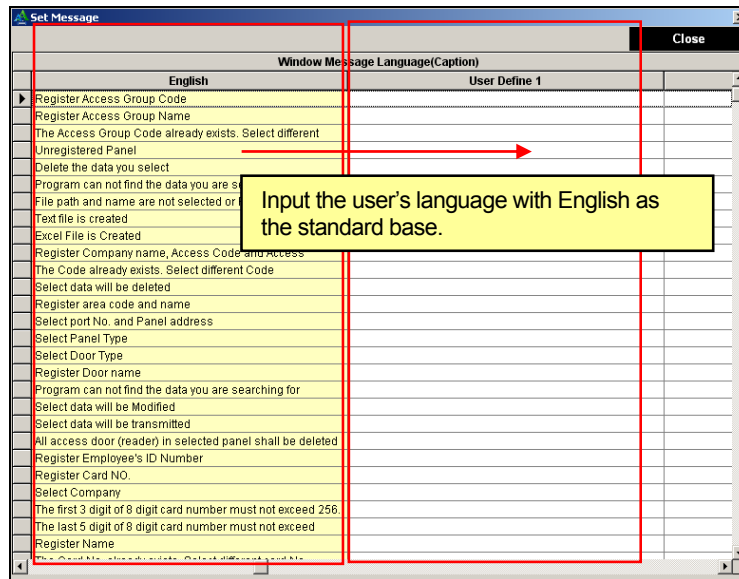 Set Message
Close
Window Message Language(Caption)
English User Define 1
Register Access Group Code
Register Access Group Name
The Access Group Code already exists. Select different
Unregistered Panel
Delete the data you select
Program can not find the data you are
File path and name are not selected or
Text file is created
Excel File is Created
Input the user's language with English as
the standard base.
Register Company name, Access Code and Access
The Code already exists. Select different Code
Select data will be deleted
Register area code and name
Select port No. and Panel address
Select Panel Type
Select Door Type
Register Door name
Program can not find the data you are searching for
Select data will be Modified
Select data will be transmitted
All access door (reader) in selected panel shall be deleted
Register Employee's ID Number
Register Card NO.
Select Company
The first 3 digit of 8 digit card number must not exceed 256.
The last 5 digit of 8 digit card number must not exceed
Register Name